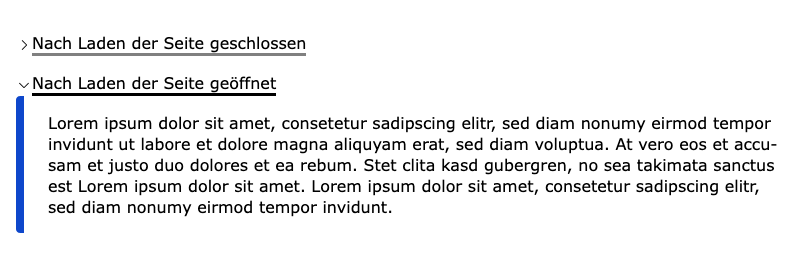 Nach Laden der Seite geschlossen
Nach Laden der Seite geöffnet
Lorem ipsum dolor sit amet, consetetur sadipscing elitr, sed diam nonumy eirmod tempor
invidunt ut labore et dolore magna aliquyam erat, sed diam voluptua. At vero eos et accu-
sam et justo duo dolores et ea rebum. Stet clita kasd gubergren, no sea takimata sanctus
est Lorem ipsum dolor sit amet. Lorem ipsum dolor sit amet, consetetur sadipscing elitr,
sed diam nonumy eirmod tempor invidunt.